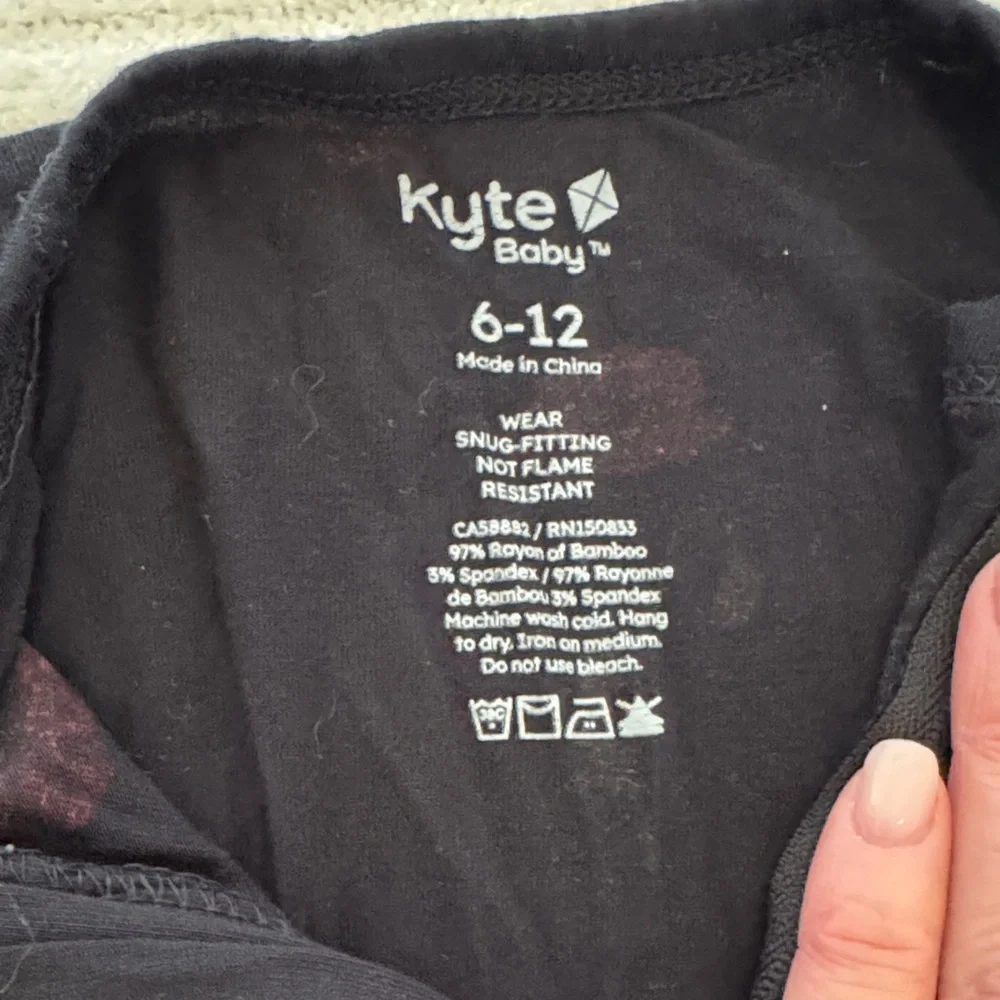 kyte
Baby™
6-12
Made in China
WEAR
SNUG-FITTING
NOT FLAME
RESISTANT
CA58882 / RN150833
97% Rayon of Bamboo
3% Spandex / 97% Rayonne
de Bambou 3% Spandex
Machine wash cold. Hang
to dry. Iron on medium.
Do not use bleach.
30C